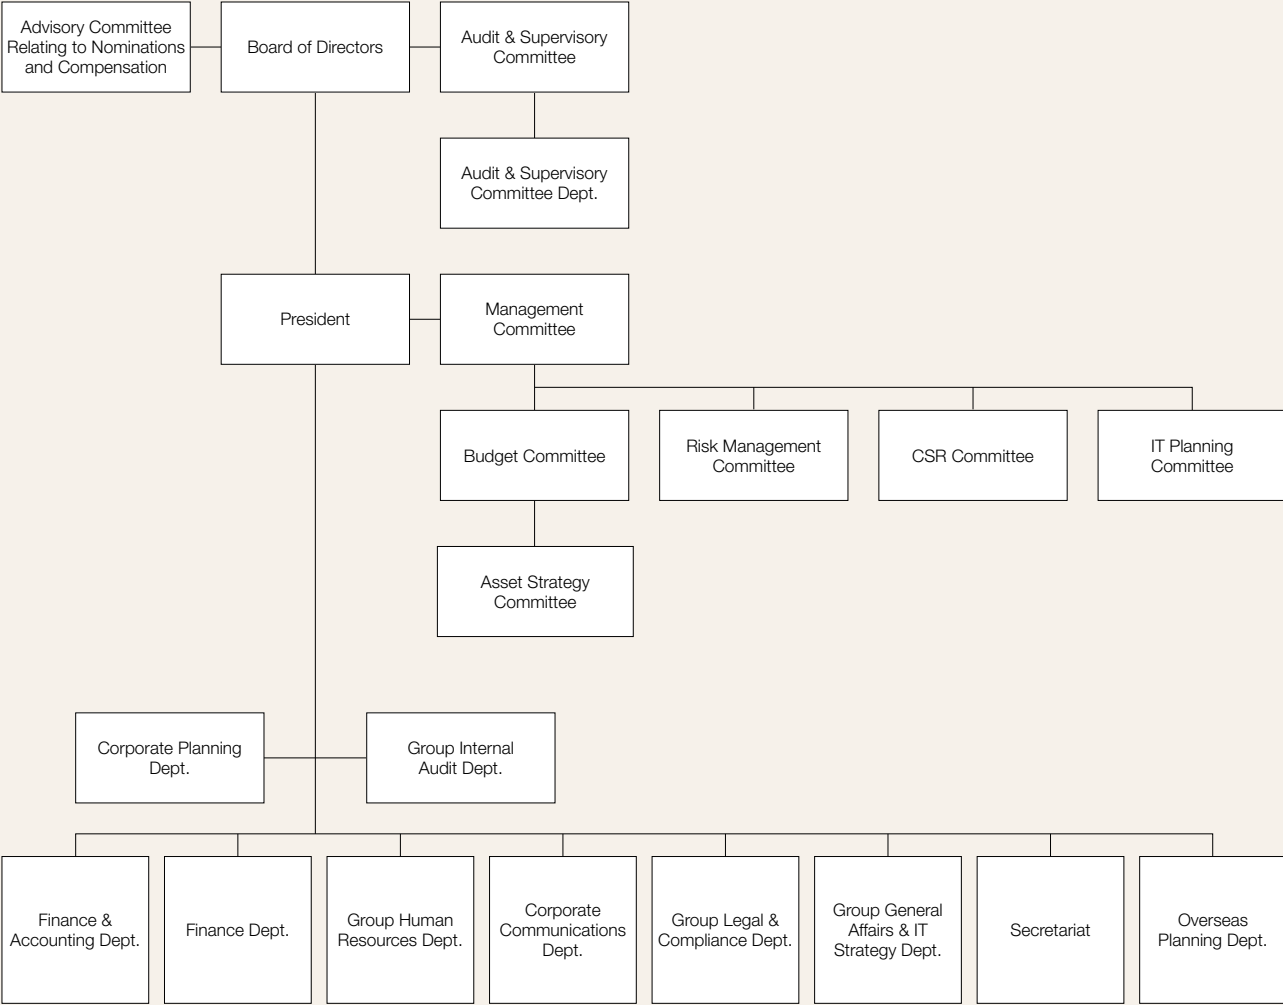 Advisory Committee
Relating to Nominations
and Compensation
Board of Directors
Audit & Supervisory
Committee
Audit & Supervisory
Committee Dept.
President
Management
Committee
Budget Committee
Risk Management
Committee
CSR Committee
IT Planning
Committee
Asset Strategy
Committee
Corporate Planning
Dept.
Group Internal
Audit Dept.
Finance &
Accounting Dept.
Finance Dept.
Group Human
Resources Dept.
Corporate
Communications
Dept.
Group Legal &
Compliance Dept.
Group General
Affairs & IT
Strategy Dept.
Secretariat
Overseas
Planning Dept.